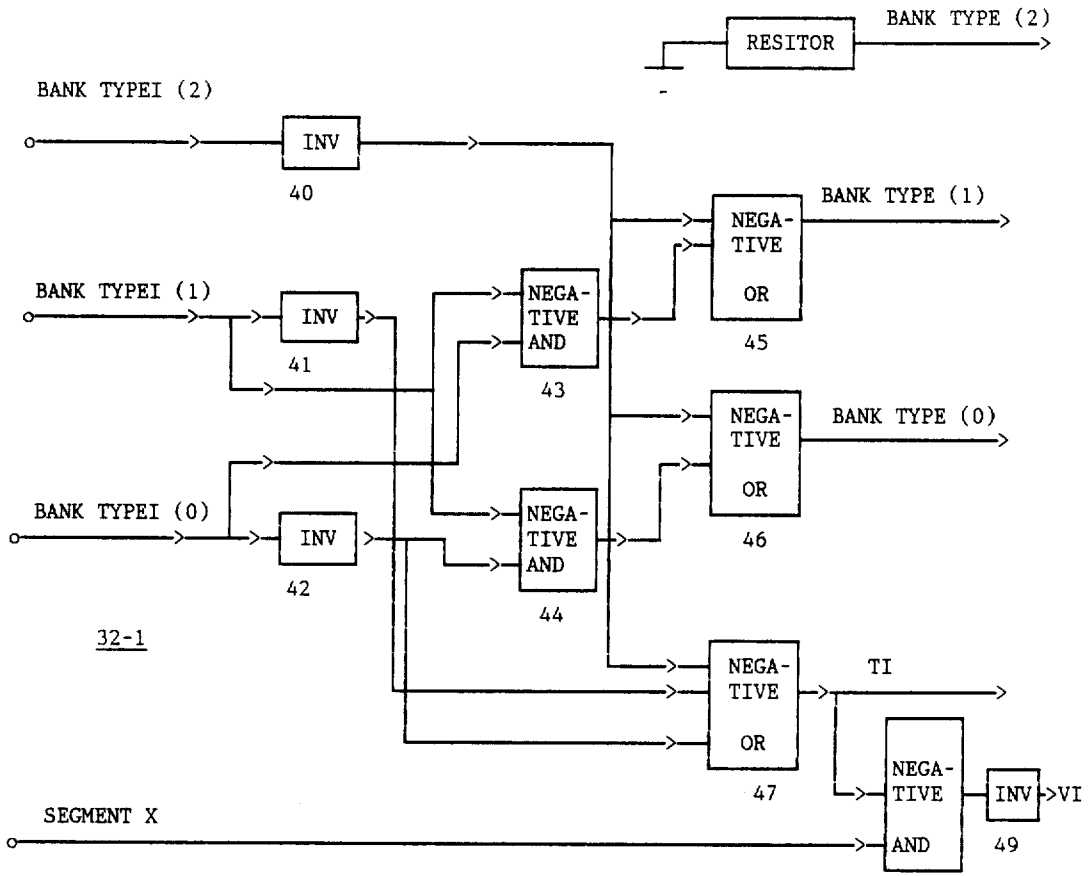 BANK TYPE (2)
RESITOR
BANK TYPEI (2)
INV
40
BANK TYPE (1)
NEGA-
TIVE
OR
45
BANK TYPEI (1)
INV
41
NEGA-
TIVE
AND
43
BANK TYPE (0)
NEGA-
TIVE
OR
46
BANK TYPEI (0)
INV
42
NEGA-
TIVE
AND
44
32-1
NEGA-
TIVE
OR
47
TI
NEGA-
TIVE
AND
INV
49
VI
SEGMENT X